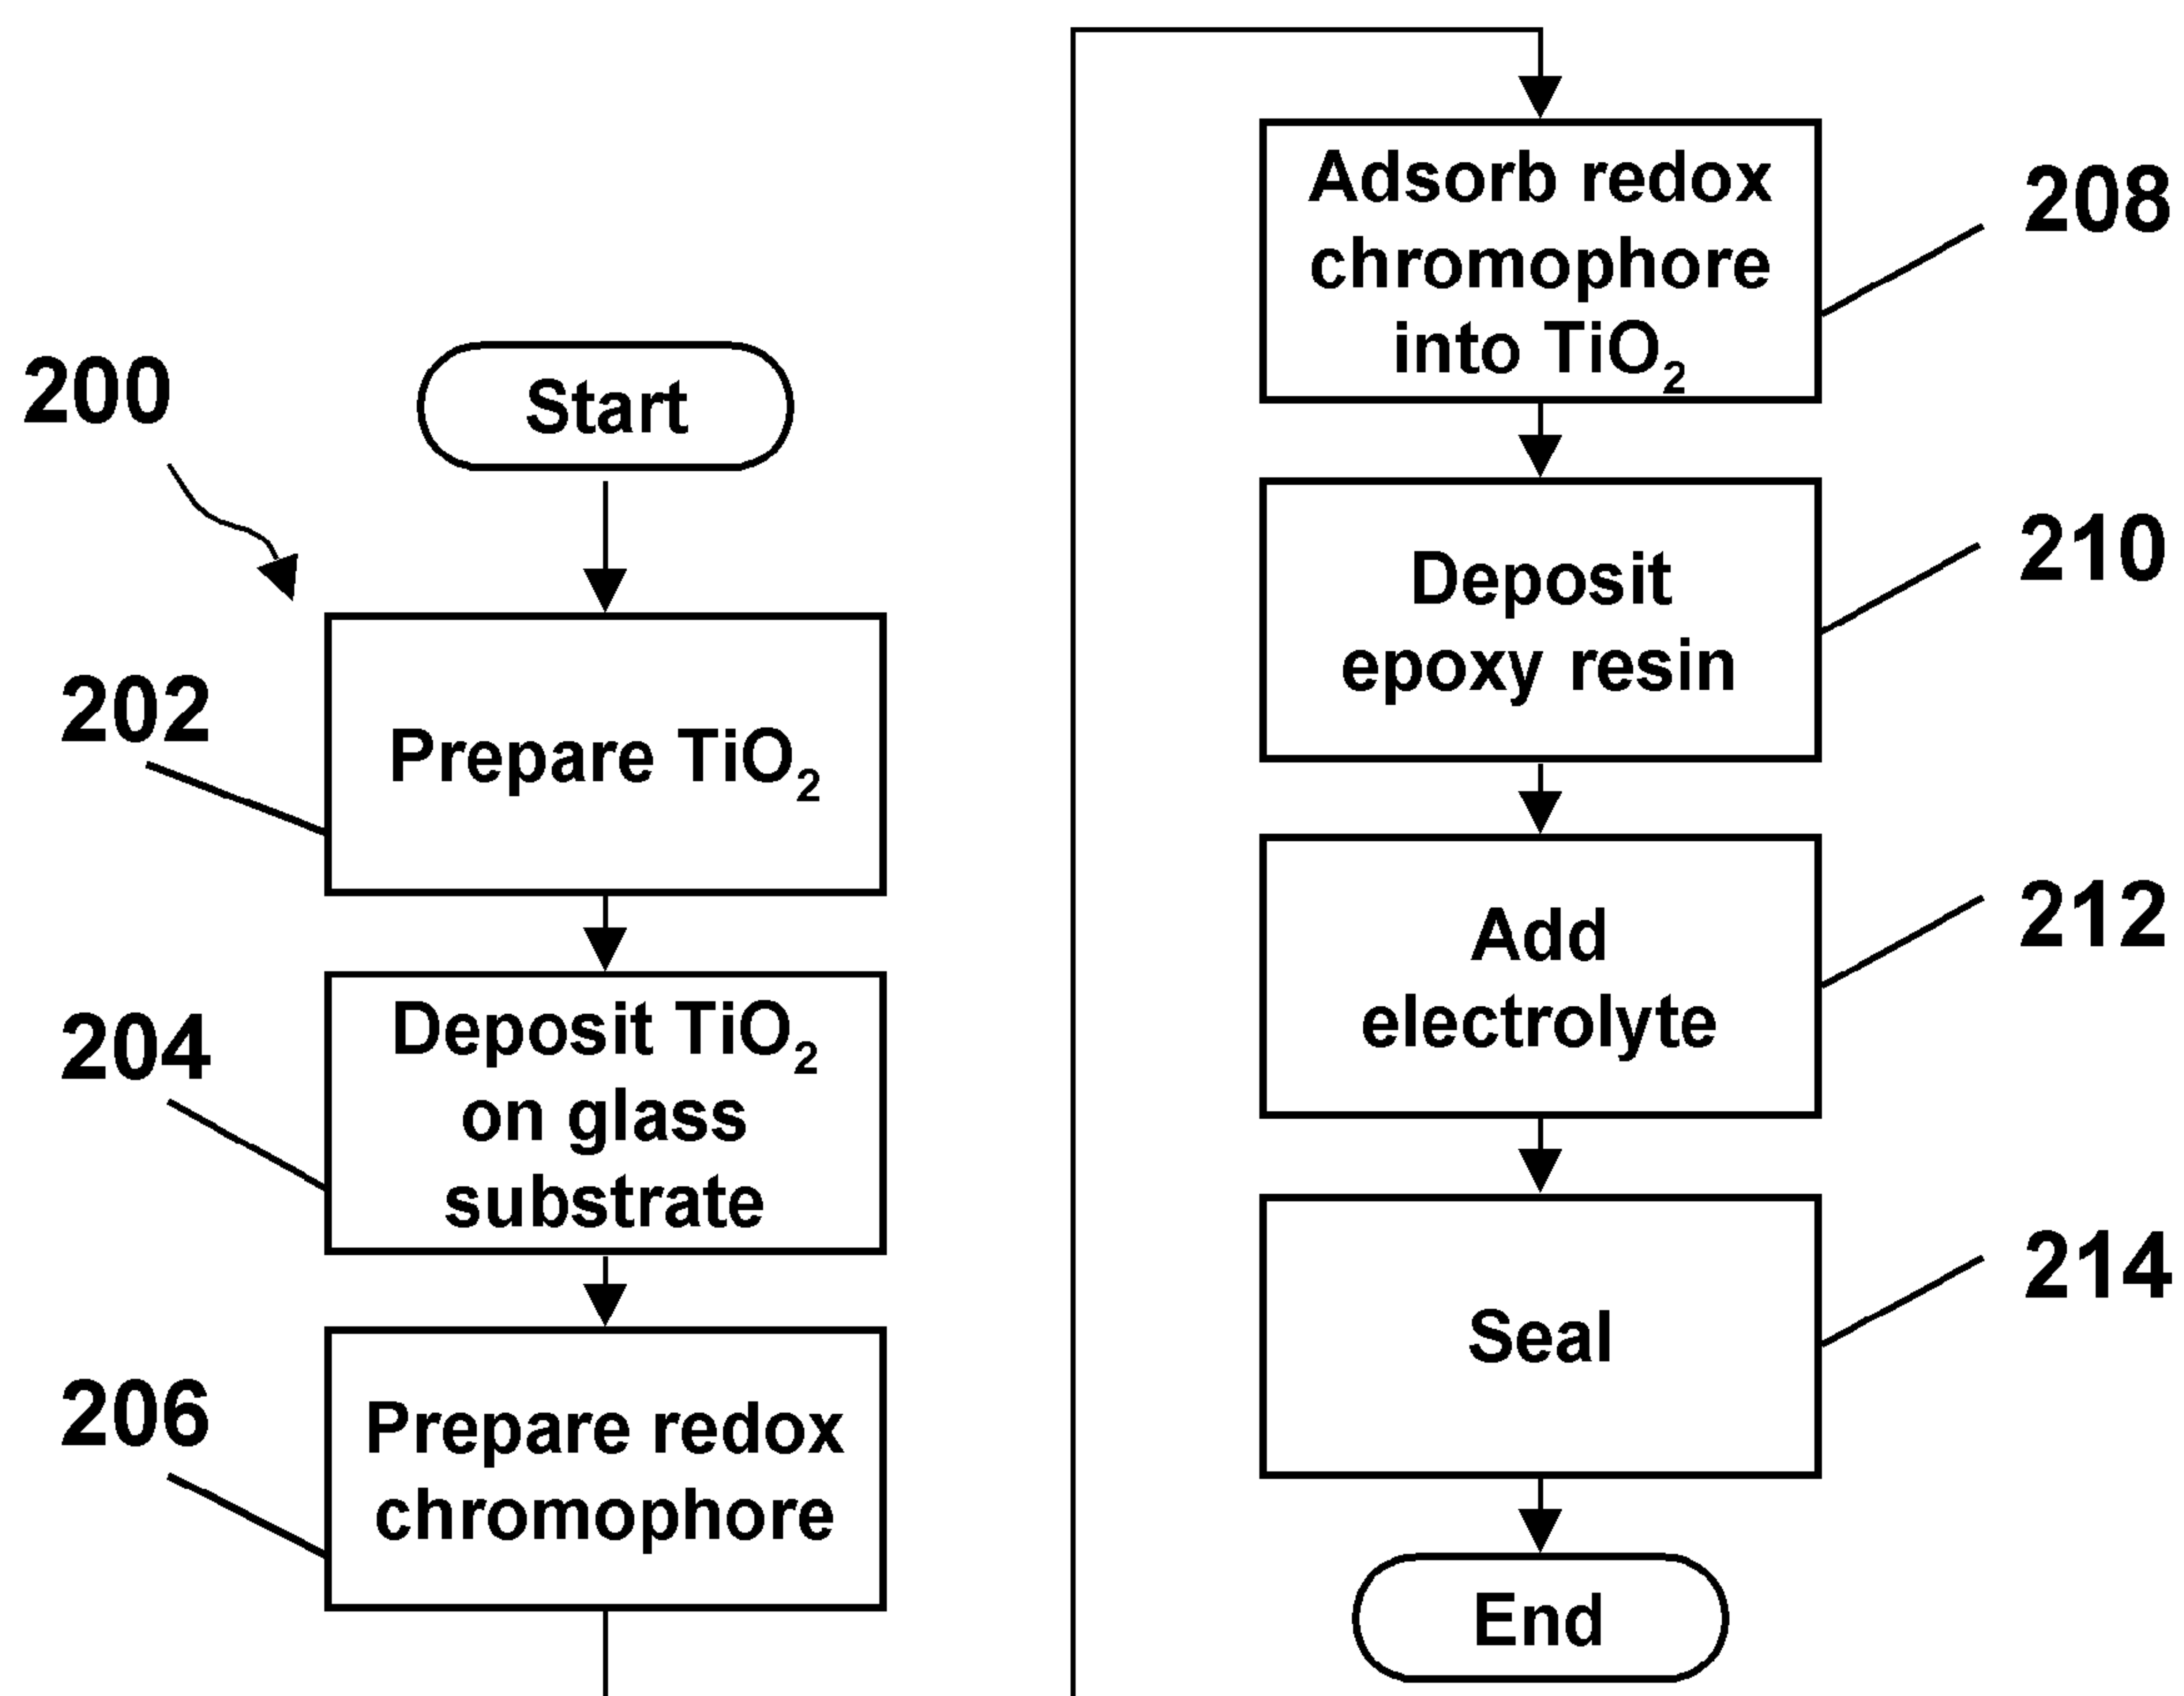 200
Start
202
Prepare TiO₂
204
Deposit TiO₂
on glass
substrate
206
Prepare redox
chromophore
Adsorb redox
chromophore
into TiO₂
208
Deposit
epoxy resin
210
Add
electrolyte
212
Seal
214
End